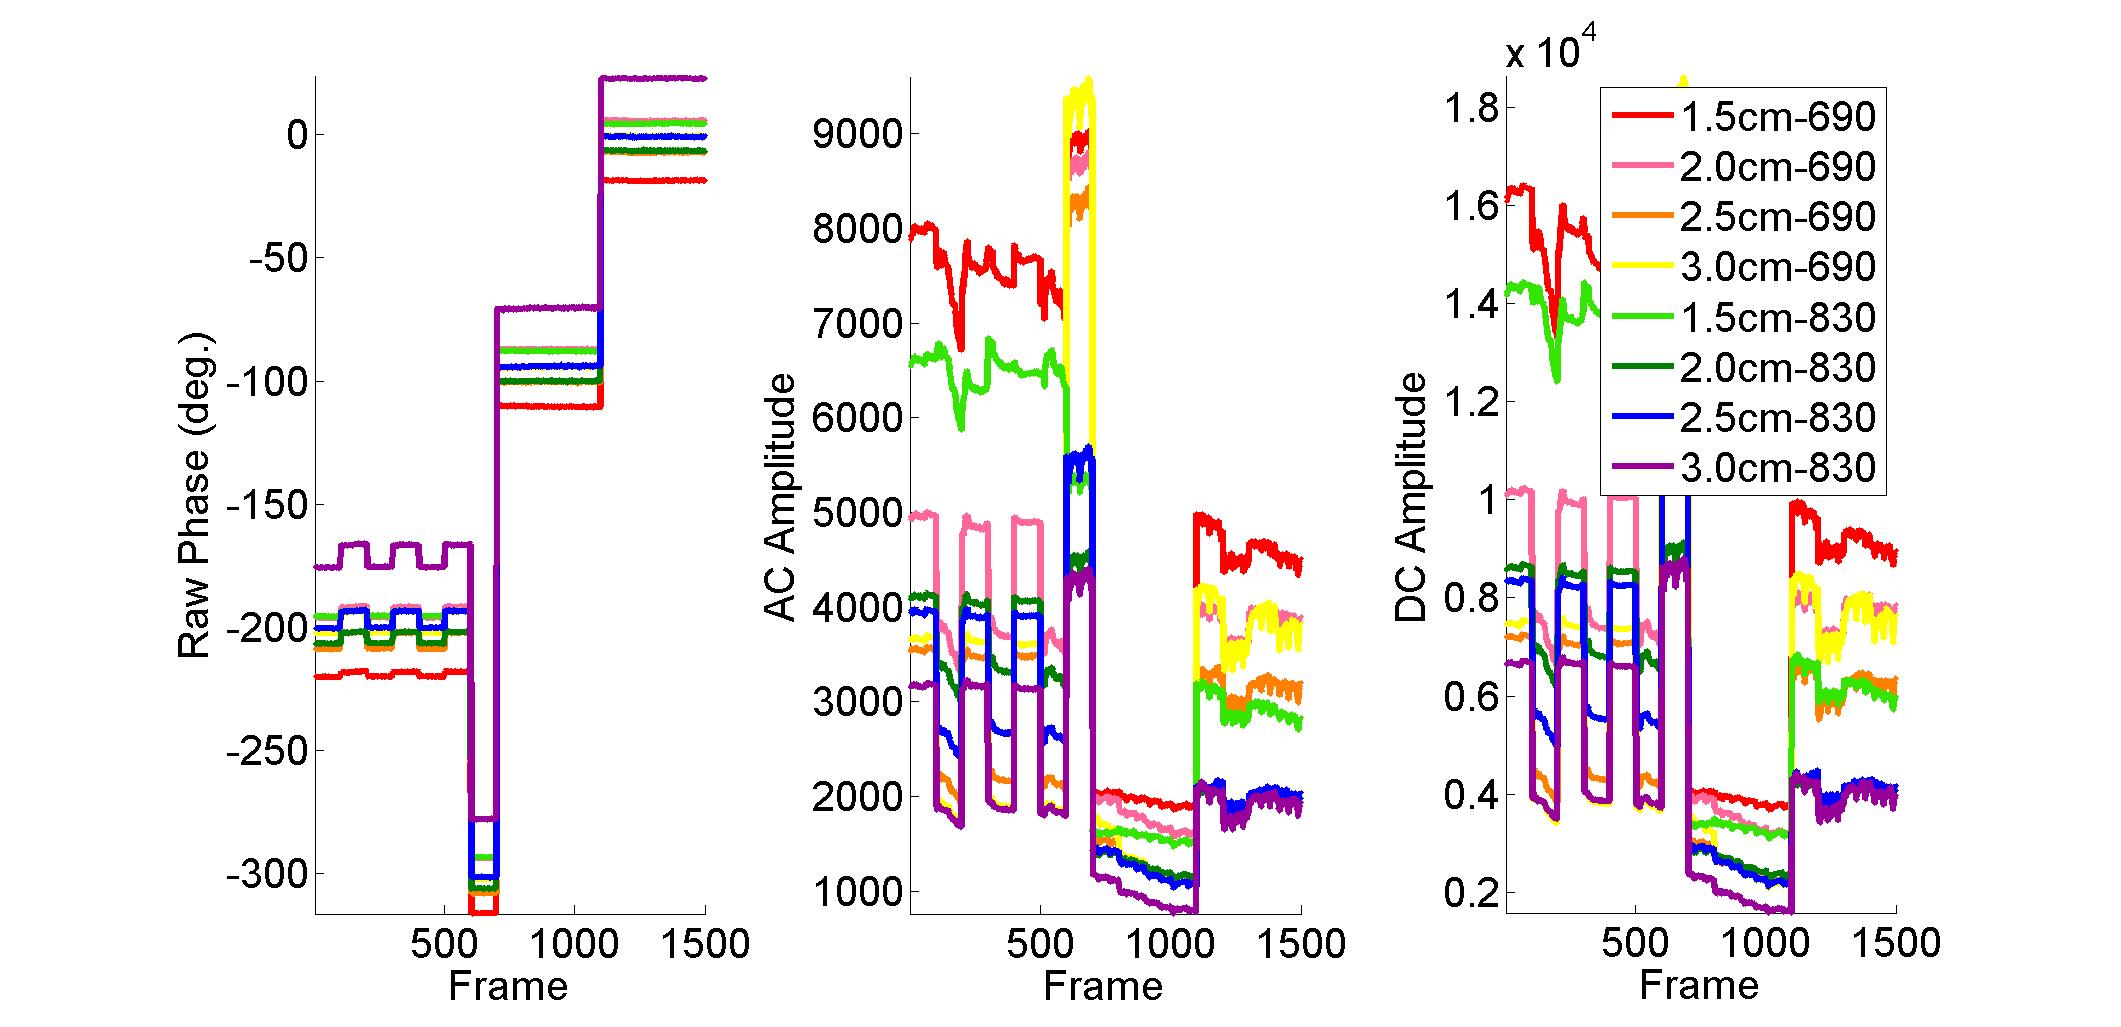 0
-50
-100
-150
-200
-250
-300
Raw Phase (deg.)
500 1000 1500
Frame
9000
8000
7000
6000
5000
4000
3000
2000
1000
AC Amplitude
500 1000 1500
Frame
x 10^4
1.8
1.6
1.4
1.2
1
0.8
0.6
0.4
0.2
DC Amplitude
500 1000 1500
Frame
1.5cm-690
2.0cm-690
2.5cm-690
3.0cm-690
1.5cm-830
2.0cm-830
2.5cm-830
3.0cm-830